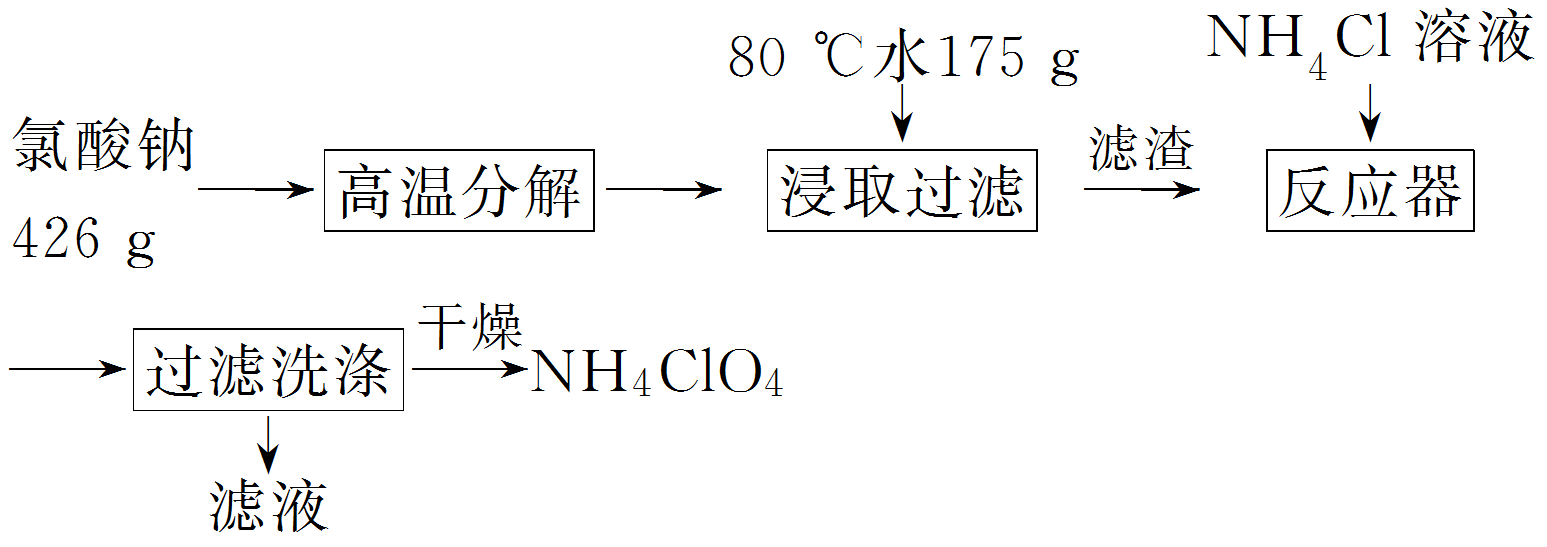 80 ℃水175 g
NH₄Cl 溶液
氯酸钠
426 g
高温分解
浸取过滤
滤渣
反应器
过滤洗涤
干燥
NH₄ClO₄
滤液